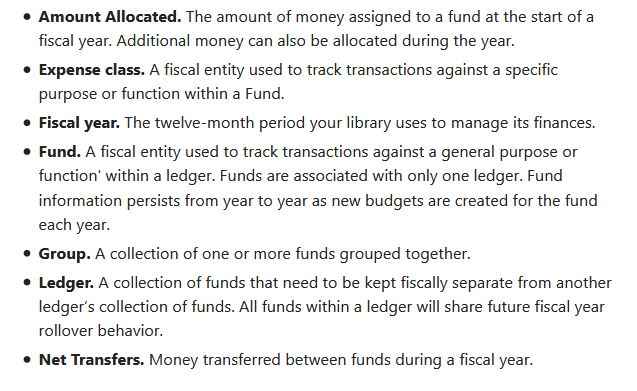 • Amount Allocated. The amount of money assigned to a fund at the start of a
fiscal year. Additional money can also be allocated during the year.
• Expense class. A fiscal entity used to track transactions against a specific
purpose or function within a Fund.
• Fiscal year. The twelve-month period your library uses to manage its finances.
• Fund. A fiscal entity used to track transactions against a general purpose or
function' within a ledger. Funds are associated with only one ledger. Fund
information persists from year to year as new budgets are created for the fund
each year.
• Group. A collection of one or more funds grouped together.
• Ledger. A collection of funds that need to be kept fiscally separate from another
ledger’s collection of funds. All funds within a ledger will share future fiscal year
rollover behavior.
• Net Transfers. Money transferred between funds during a fiscal year.